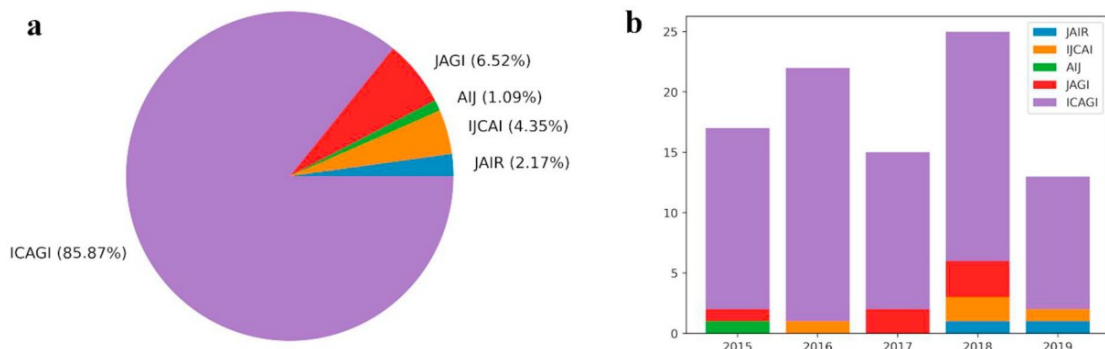 a
JAGI (6.52%)
AIJ (1.09%)
IJCAI (4.35%)
JAIR (2.17%)
ICAGI (85.87%)
b
25
20
15
10
5
0
2015 2016 2017 2018 2019
JAIR
IJCAI
AIJ
JAGI
ICAGI